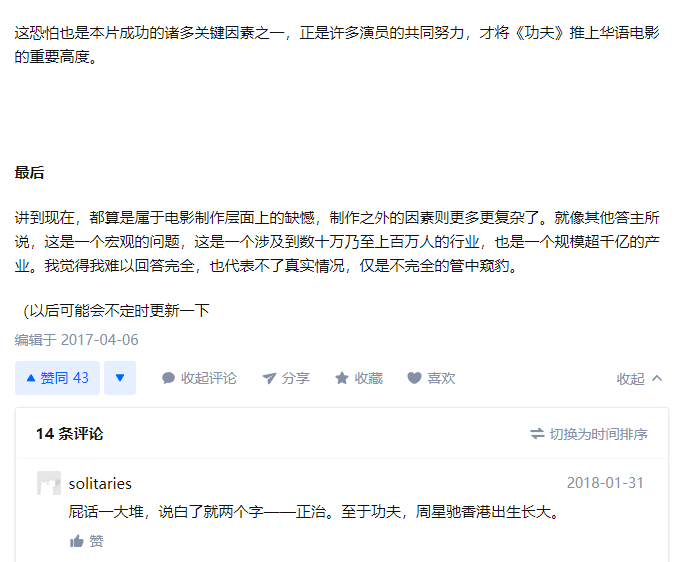 这恐怕也是本片成功的诸多关键因素之一，正是许多演员的共同努力，才将《功夫》推上华语电影
的重要高度。
最后
讲到现在，都算是属于电影制作层面上的缺憾，制作之外的因素则更多更复杂了。就像其他答主所
说，这是一个宏观的问题，这是一个涉及到数十万乃至上百万人的行业，也是一个规模超千亿的产
业。我觉得我难以回答完全，也代表不了真实情况，仅是不完全的管中窥豹。
（以后可能会不定时更新一下
编辑于 2017-04-06
赞同 43 收起评论 分享 收藏 喜欢 收起
14 条评论 切换为时间排序
solitaries 2018-01-31
屁话一大堆，说白了就两个字——正治。至于功夫，周星驰香港出生长大。
赞